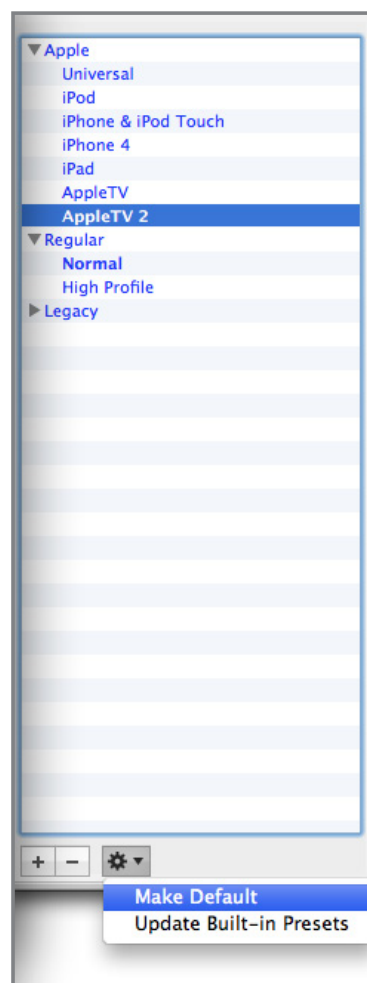 Apple
Universal
iPod
iPhone & iPod Touch
iPhone 4
iPad
AppleTV
AppleTV 2
Regular
Normal
High Profile
Legacy
Make Default
Update Built-in Presets